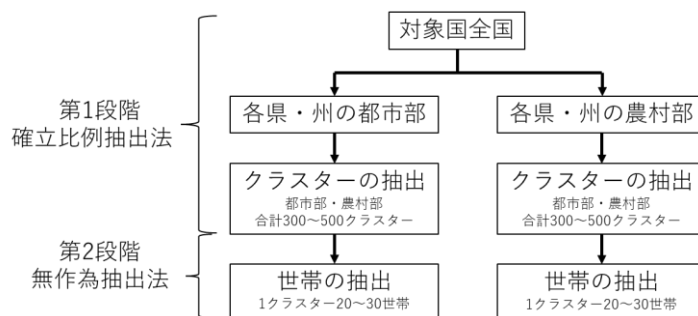 対象国全国
第1段階
確立比例抽出法
各県・州の都市部
各県・州の農村部
クラスターの抽出
都市部・農村部
合計300～500クラスター
クラスターの抽出
都市部・農村部
合計300～500クラスター
第2段階
無作為抽出法
世帯の抽出
1クラスター20～30世帯
世帯の抽出
1クラスター20～30世帯